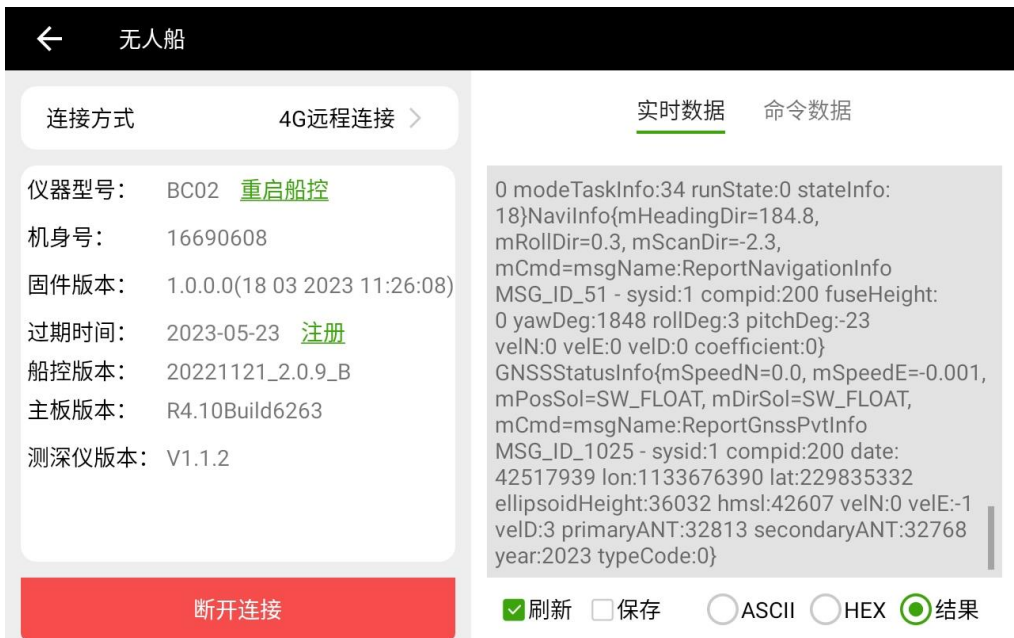 无人船
连接方式
4G远程连接
仪器型号： BC02 重启船控
机身号： 16690608
固件版本： 1.0.0.0(18 03 2023 11:26:08)
过期时间： 2023-05-23 注册
船控版本： 20221121_2.0.9_B
主板版本： R4.10Build6263
测深仪版本： V1.1.2
断开连接
实时数据 命令数据
0 modeTaskInfo:34 runState:0 stateInfo:
18}NaviInfo{mHeadingDir=184.8,
mRollDir=0.3, mScanDir=-2.3,
mCmd=msgName:ReportNavigationInfo
MSG_ID_51 - sysid:1 compid:200 fuseHeight:
0 yawDeg:1848 rollDeg:3 pitchDeg:-23
velN:0 velE:0 velD:0 coefficient:0}
GNSSStatusInfo{mSpeedN=0.0, mSpeedE=-0.001,
mPosSol=SW_FLOAT, mDirSol=SW_FLOAT,
mCmd=msgName:ReportGnssPvtInfo
MSG_ID_1025 - sysid:1 compid:200 date:
42517939 lon:1133676390 lat:229835332
ellipsoidHeight:36032 hmsl:42607 velN:0 velE:-1
velD:3 primaryANT:32813 secondaryANT:32768
year:2023 typeCode:0}
刷新 保存 ASCII HEX 结果